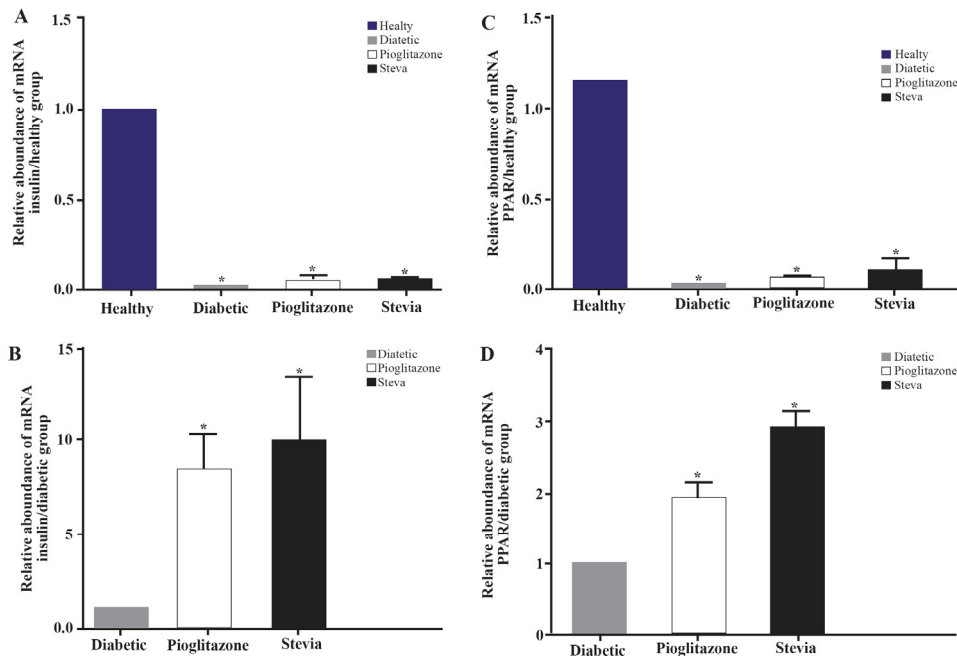 A
Relative aboundance of mRNA
insulin/healthy group
1.5
1.0
0.5
0.0
Healty
Diatetic
Pioglitazone
Steva
*
*
*
Healthy
Diabetic
Pioglitazone
Stevia
C
Relative aboundance of mRNA
PPAR/healthy group
1.5
1.0
0.5
0.0
Healty
Diatetic
Pioglitazone
Steva
*
*
*
Healthy
Diabetic
Pioglitazone
Stevia
B
Relative aboundance of mRNA
insulin/diabetic group
15
10
5
0.0
Diatetic
Pioglitazone
Steva
*
*
Diabetic
Pioglitazone
Stevia
D
Relative aboundance of mRNA
PPAR/diabetic group
4
3
2
1
0
Diatetic
Pioglitazone
Steva
*
*
Diabetic
Pioglitazone
Stevia